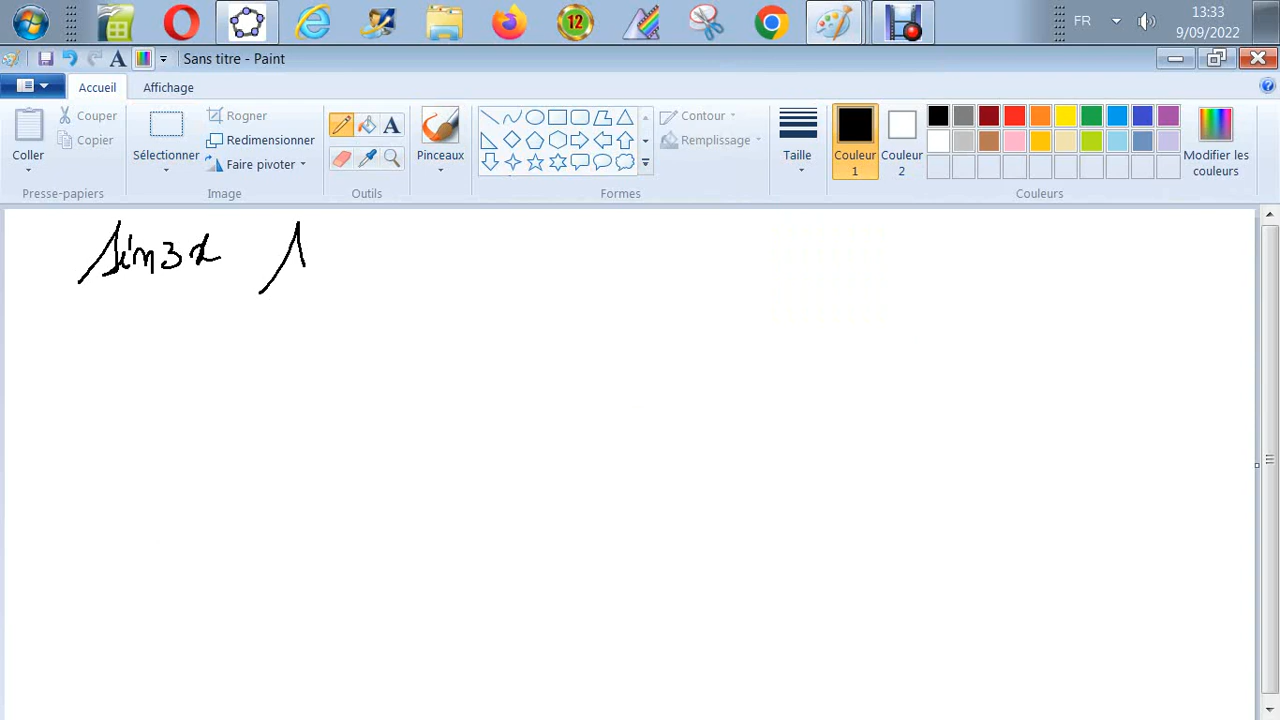 FR
13:33
9/09/2022
12
Sans titre - Paint
Accueil
Affichage
Coller
Couper
Copier
Presse-papiers
Sélectionner
Rogner
Redimensionner
Faire pivoter
Image
A
Outils
Pinceaux
Contour
Remplissage
Formes
Taille
Couleur
1
Couleur
2
Modifier les
couleurs
Couleurs
sin3x